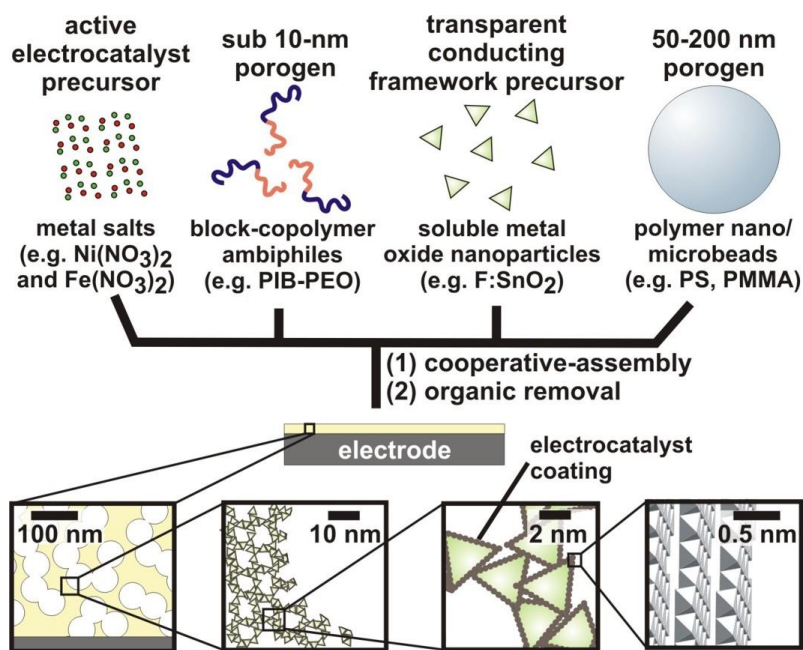 active
electrocatalyst
precursor
sub 10-nm
porogen
transparent
conducting
framework precursor
50-200 nm
porogen
metal salts
(e.g. Ni(NO₃)₂
and Fe(NO₃)₂)
block-copolymer
ambiphiles
(e.g. PIB-PEO)
soluble metal
oxide nanoparticles
(e.g. F:SnO₂)
polymer nano/
microbeads
(e.g. PS, PMMA)
(1) cooperative-assembly
(2) organic removal
electrode
electrocatalyst
coating
100 nm
10 nm
2 nm
0.5 nm